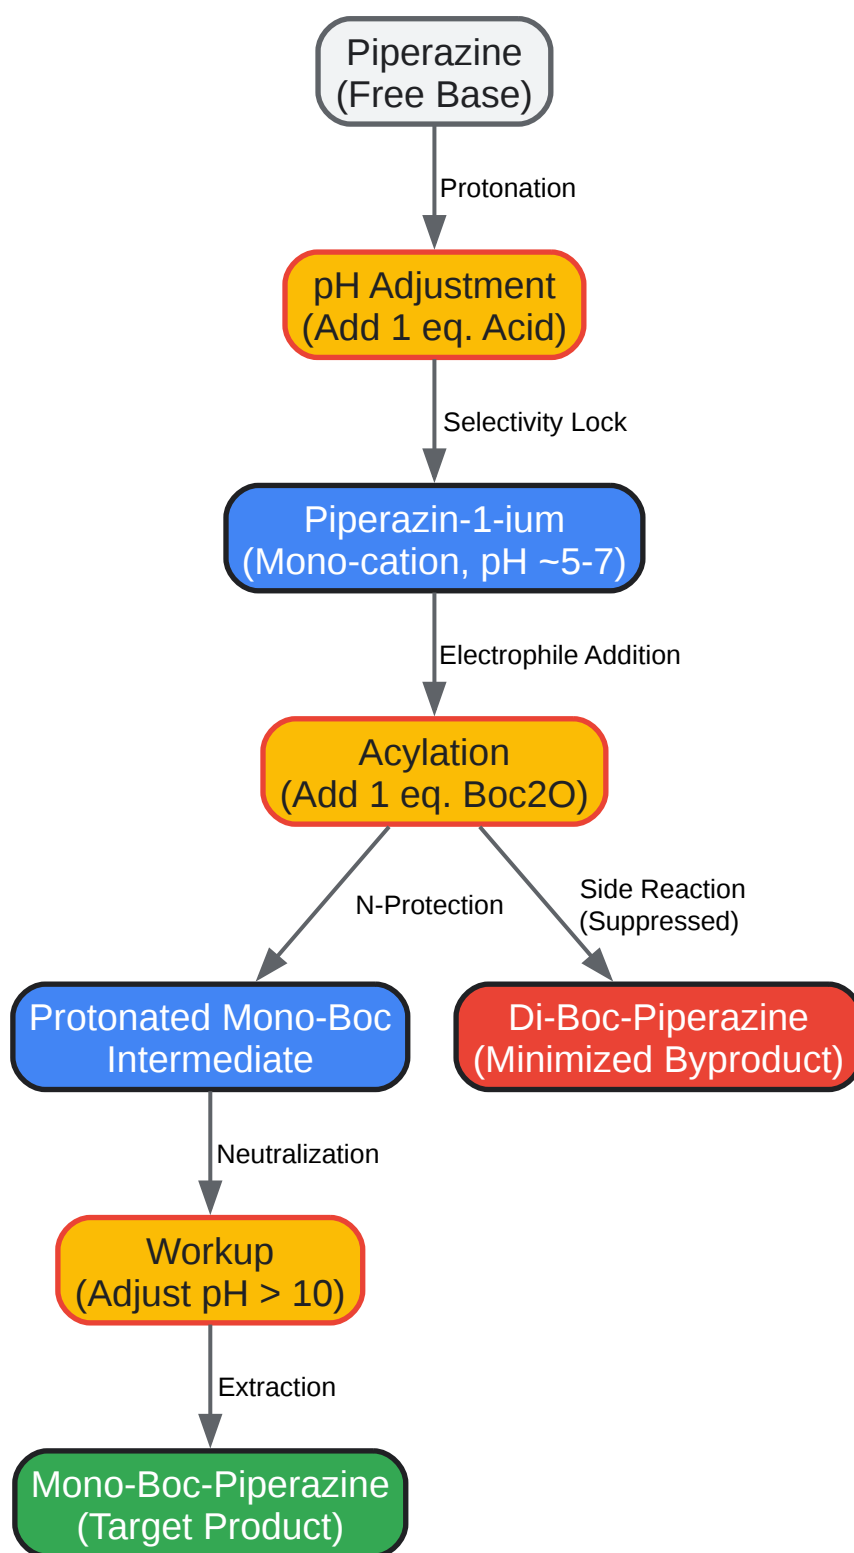 Piperazine
(Free Base)
Protonation
pH Adjustment
(Add 1 eq. Acid)
Selectivity Lock
Piperazin-1-ium
(Mono-cation, pH ~5-7)
Electrophile Addition
Acylation
(Add 1 eq. Boc2O)
N-Protection
Side Reaction
(Suppressed)
Protonated Mono-Boc
Intermediate
Di-Boc-Piperazine
(Minimized Byproduct)
Neutralization
Workup
(Adjust pH > 10)
Extraction
Mono-Boc-Piperazine
(Target Product)